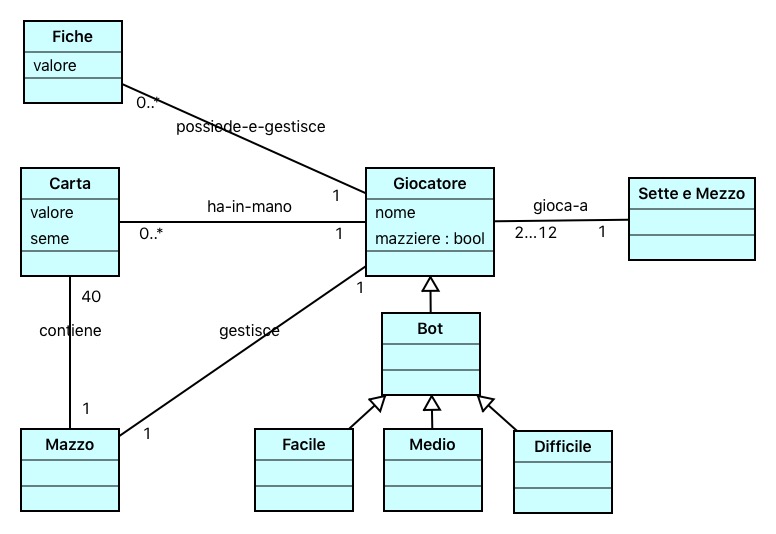 Fiche
valore
0..*
possiede-e-gestisce
1
Carta
valore
seme
ha-in-mano
0..*
1
Giocatore
nome
mazziere : bool
gioca-a
2...12
1
Sette e Mezzo
40
contiene
1
gestisce
1
1
Bot
Mazzo
Facile
Medio
Difficile